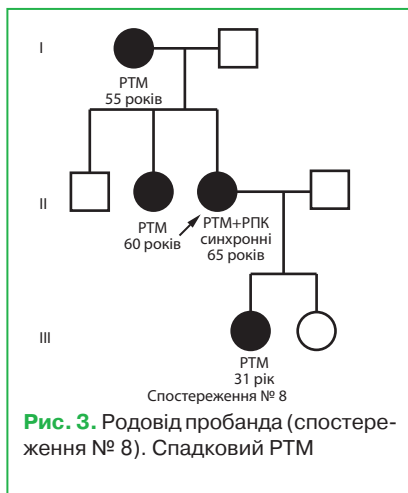 I
РТМ
55 років
II
РТМ
60 років
РТМ+РПК
синхронні
65 років
III
РТМ
31 рік
Спостереження № 8
Рис. 3. Родовід пробанда (спостере-
ження № 8). Спадковий РТМ